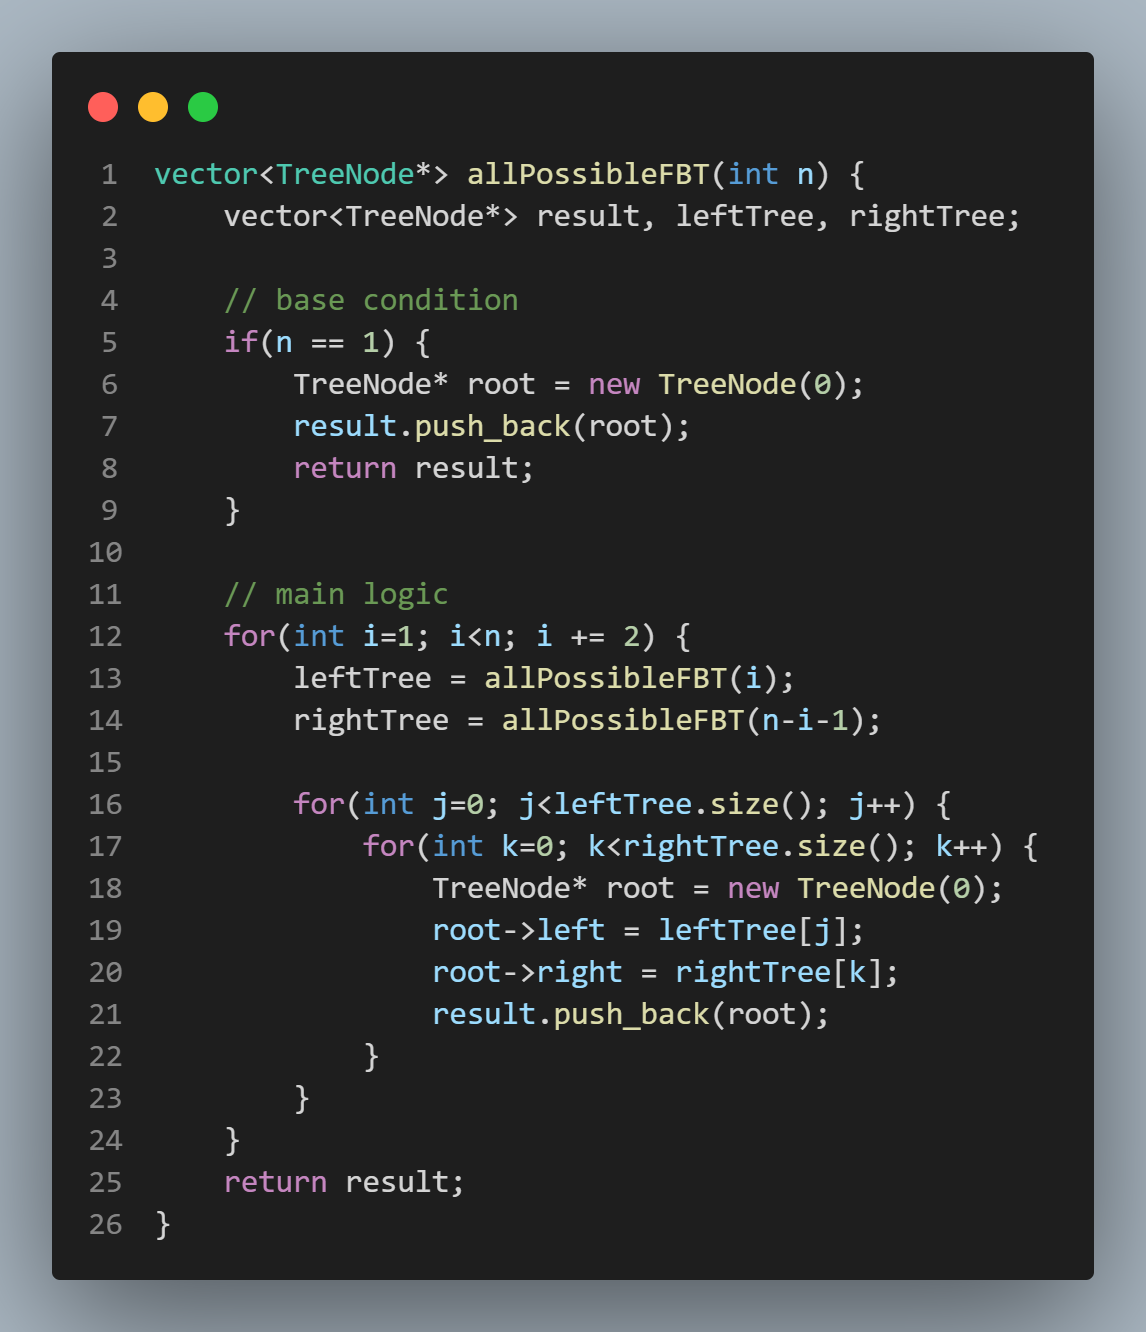 1 vector<TreeNode*> allPossibleFBT(int n) {
2     vector<TreeNode*> result, leftTree, rightTree;
3
4     // base condition
5     if(n == 1) {
6         TreeNode* root = new TreeNode(0);
7         result.push_back(root);
8         return result;
9     }
10
11     // main logic
12     for(int i=1; i<n; i += 2) {
13         leftTree = allPossibleFBT(i);
14         rightTree = allPossibleFBT(n-i-1);
15
16         for(int j=0; j<leftTree.size(); j++) {
17             for(int k=0; k<rightTree.size(); k++) {
18                 TreeNode* root = new TreeNode(0);
19                 root->left = leftTree[j];
20                 root->right = rightTree[k];
21                 result.push_back(root);
22             }
23         }
24     }
25     return result;
26 }